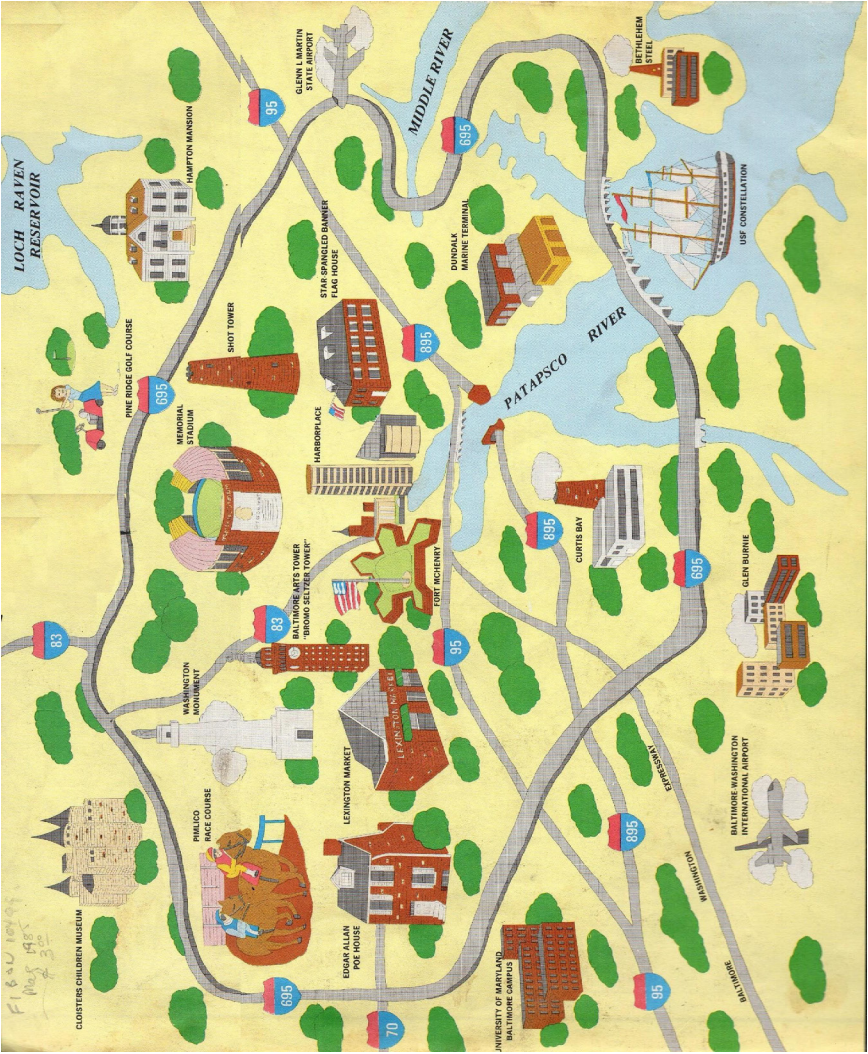 CLOISTERS CHILDREN MUSEUM
83
PINE RIDGE GOLF COURSE
LOCH RAVEN
RESERVOIR
695
HAMPTON MANSION
PIMLICO
RACE COURSE
WASHINGTON
MONUMENT
MEMORIAL
STADIUM
SHOT TOWER
695
83
95
EDGAR ALLAN
POE HOUSE
LEXINGTON MARKET
LEXINGTON MARKET
BALTIMORE ARTS TOWER
"BROMO SELTZER TOWER"
HARBORPLACE
STAR-SPANGLED BANNER
FLAG HOUSE
GLENN L MARTIN
STATE AIRPORT
70
FORT MCHENRY
895
MIDDLE RIVER
95
695
DUNDALK
MARINE TERMINAL
UNIVERSITY OF MARYLAND
BALTIMORE CAMPUS
895
PATAPSCO RIVER
CURTIS BAY
895
95
695
BETHLEHEM
STEEL
BALTIMORE WASHINGTON EXPRESSWAY
BALTIMORE-WASHINGTON
INTERNATIONAL AIRPORT
GLEN BURNIE
USF CONSTELLATION